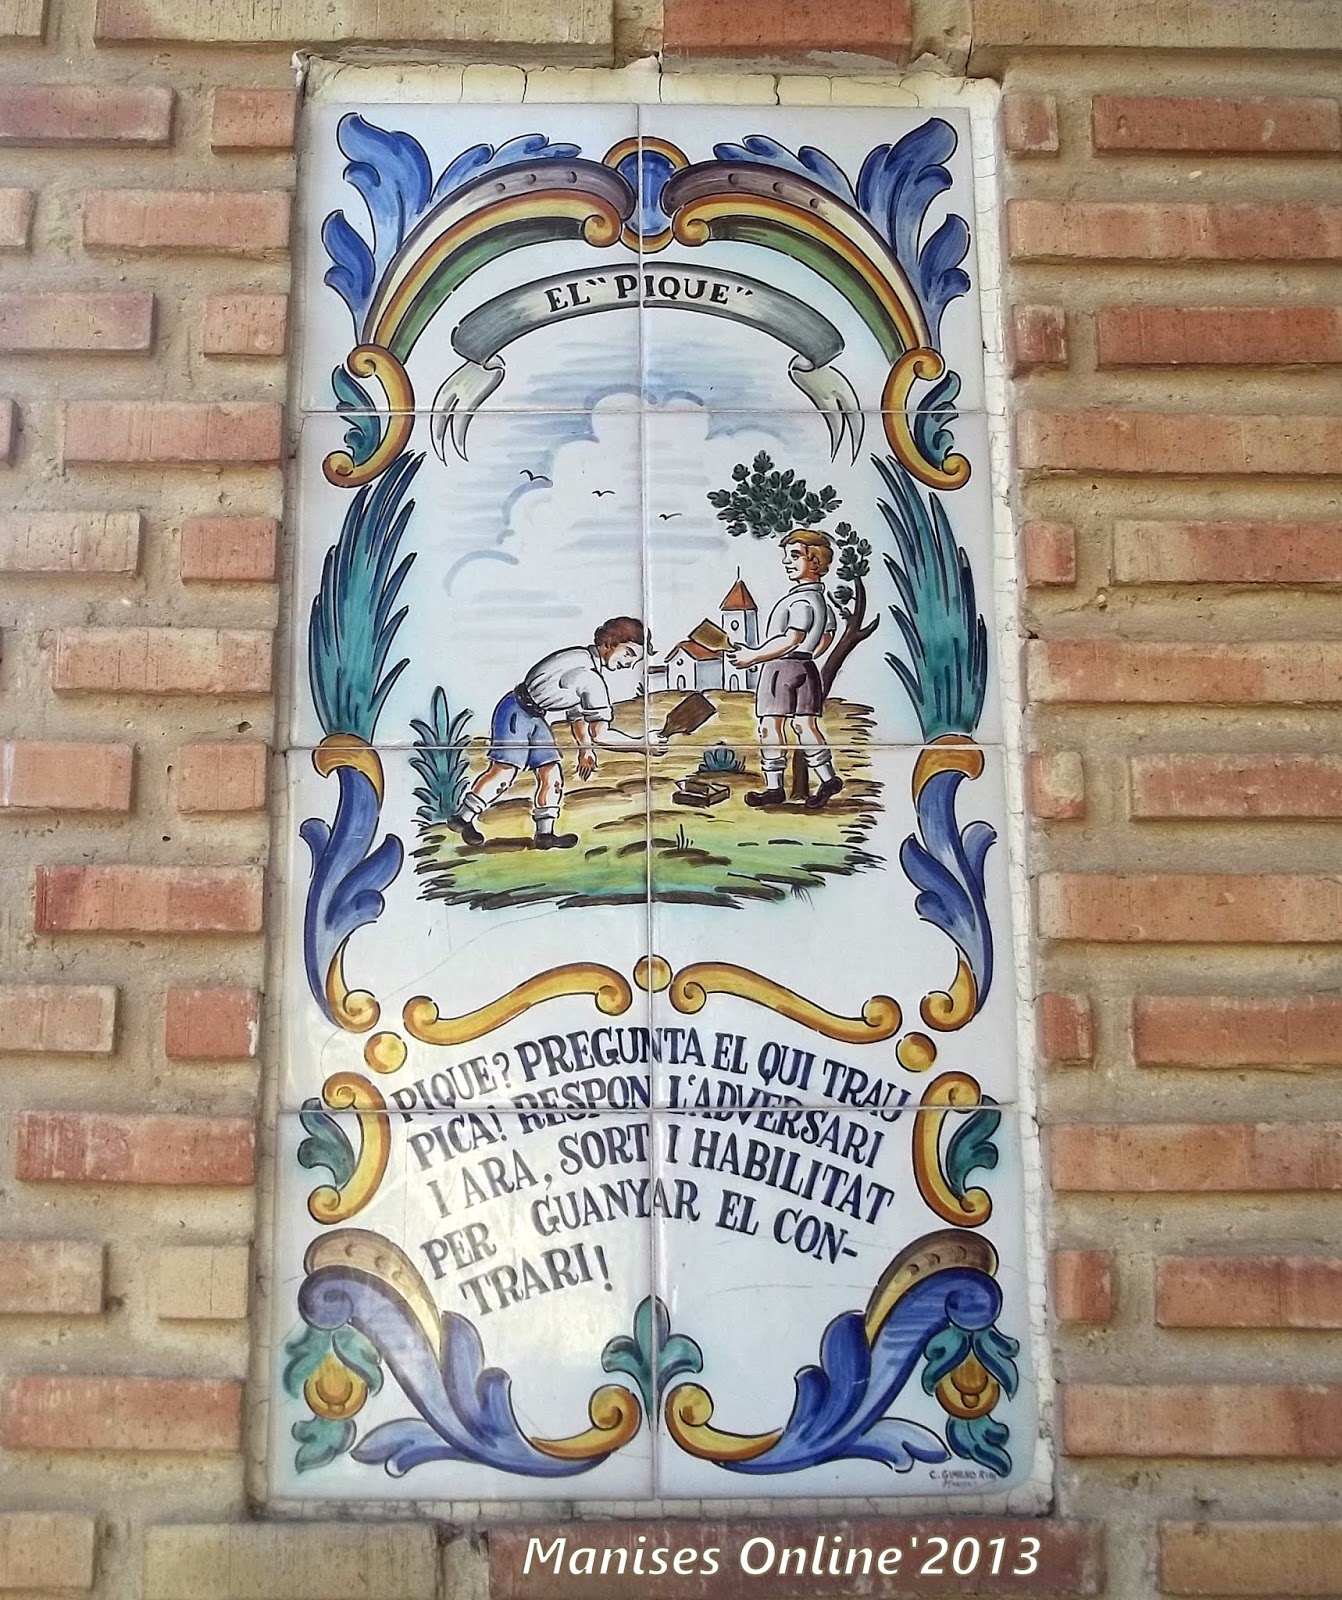 EL "PIQUE"
PIQUE? PREGUNTA EL QUI TRAU
PICA! RESPON L'ADVERSARI
I ARA, SORT I HABILITAT
PER GUANYAR EL CON-
TRARI!
C. GIMENO
Manises Online'2013